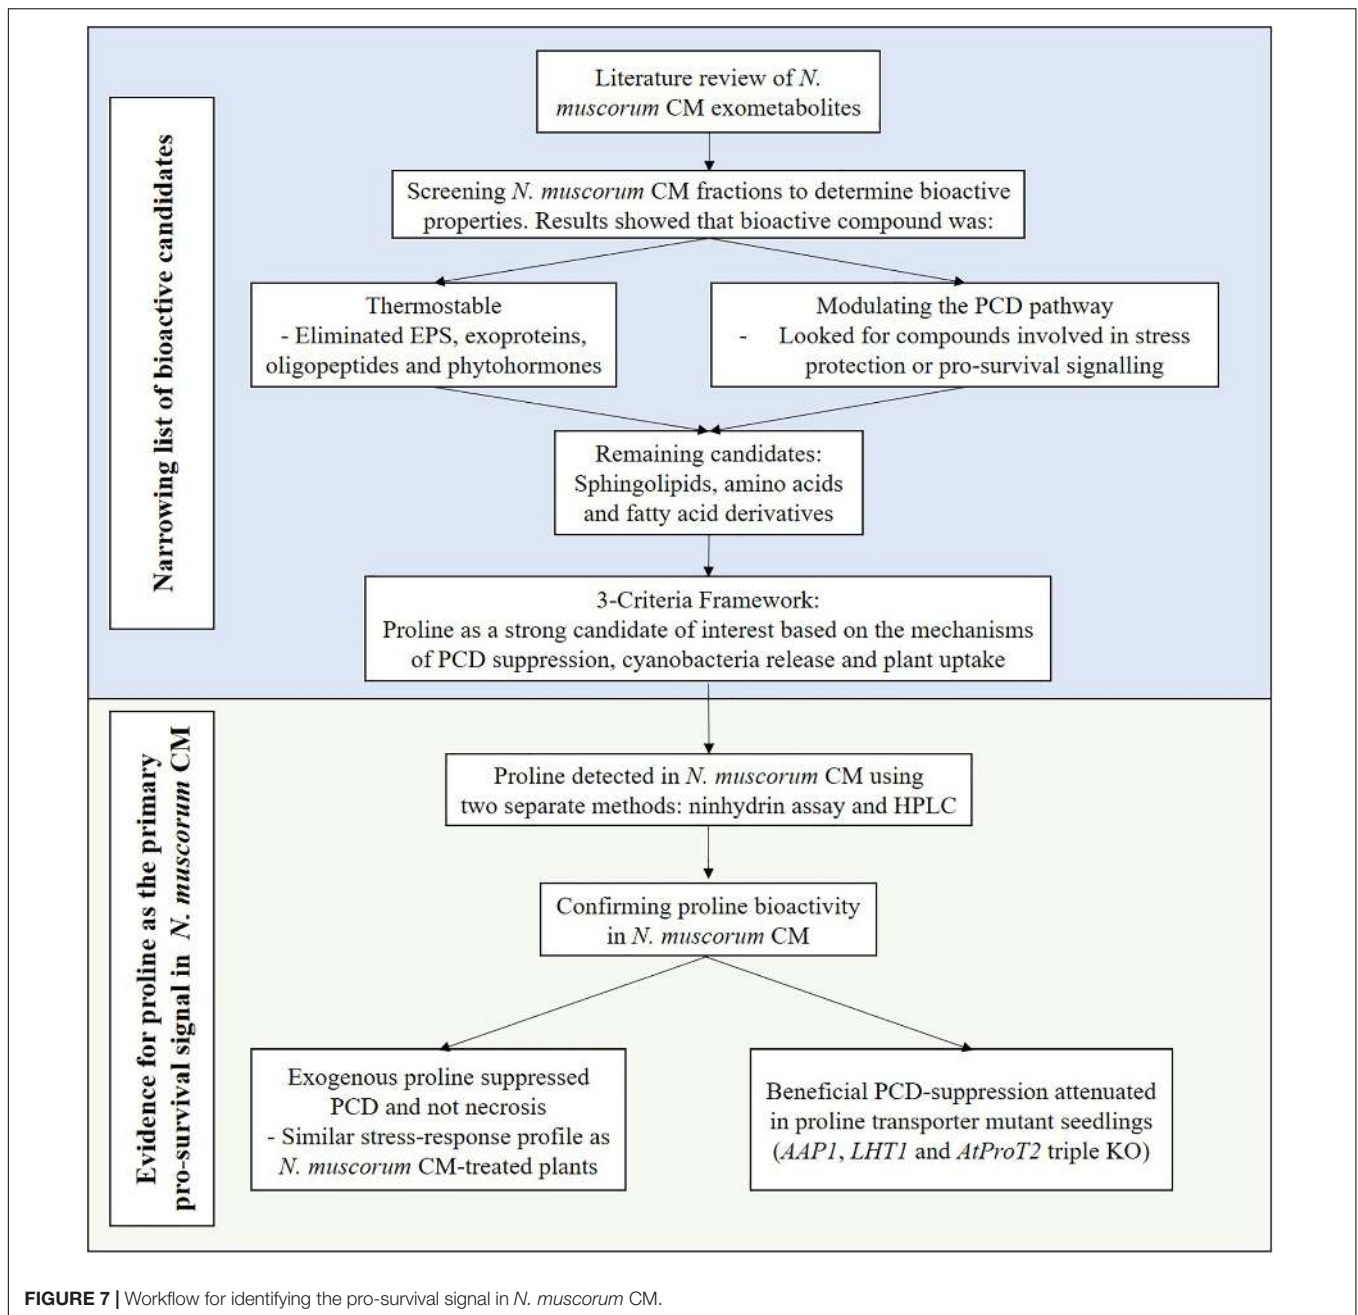 Narrowing list of bioactive candidates
Literature review of N.
muscorum CM exometabolites
Screening N. muscorum CM fractions to determine bioactive
properties. Results showed that bioactive compound was:
Thermostable
- Eliminated EPS, exoproteins,
oligopeptides and phytohormones
Modulating the PCD pathway
- Looked for compounds involved in stress
protection or pro-survival signalling
Remaining candidates:
Sphingolipids, amino acids
and fatty acid derivatives
3-Criteria Framework:
Proline as a strong candidate of interest based on the mechanisms
of PCD suppression, cyanobacteria release and plant uptake
Evidence for proline as the primary
pro-survival signal in N. muscorum CM
Proline detected in N. muscorum CM using
two separate methods: ninhydrin assay and HPLC
Confirming proline bioactivity
in N. muscorum CM
Exogenous proline suppressed
PCD and not necrosis
- Similar stress-response profile as
N. muscorum CM-treated plants
Beneficial PCD-suppression attenuated
in proline transporter mutant seedlings
(AAP1, LHT1 and AtProT2 triple KO)
FIGURE 7 | Workflow for identifying the pro-survival signal in N. muscorum CM.